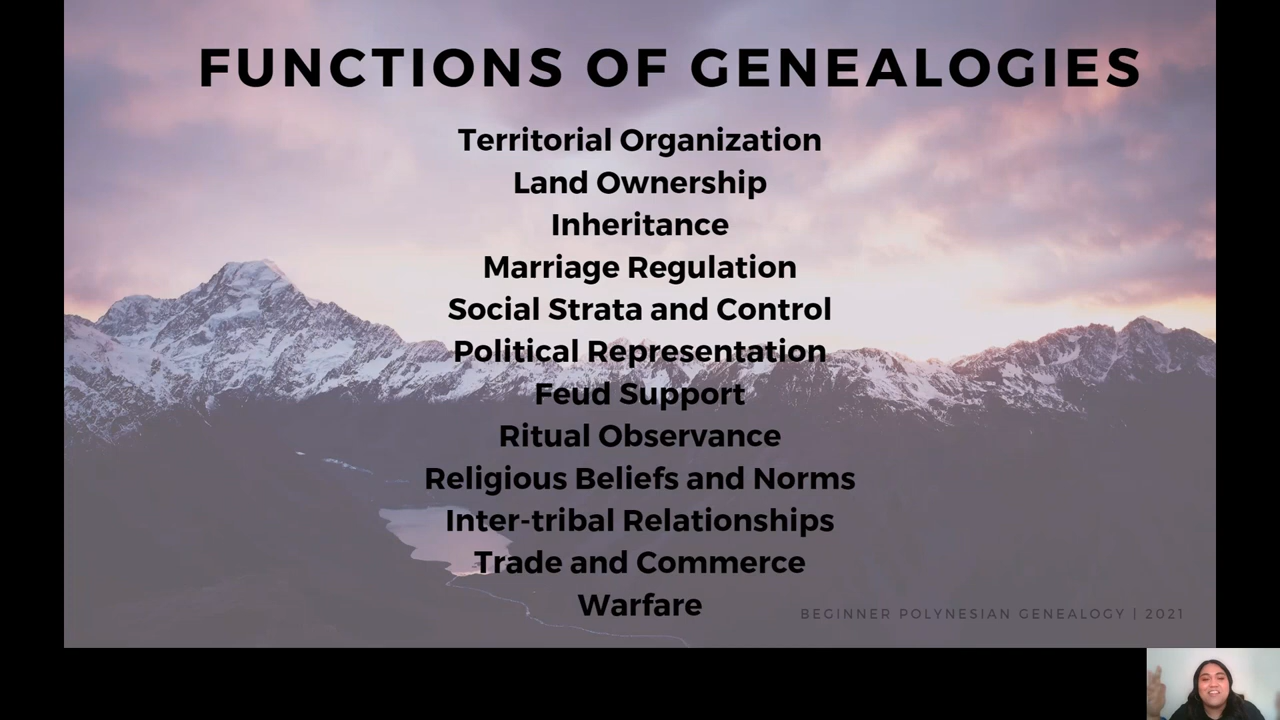 FUNCTIONS OF GENEALOGIES
Territorial Organization
Land Ownership
Inheritance
Marriage Regulation
Social Strata and Control
Political Representation
Feud Support
Ritual Observance
Religious Beliefs and Norms
Inter-tribal Relationships
Trade and Commerce
Warfare
BEGINNER POLYNESIAN GENEALOGY | 2021